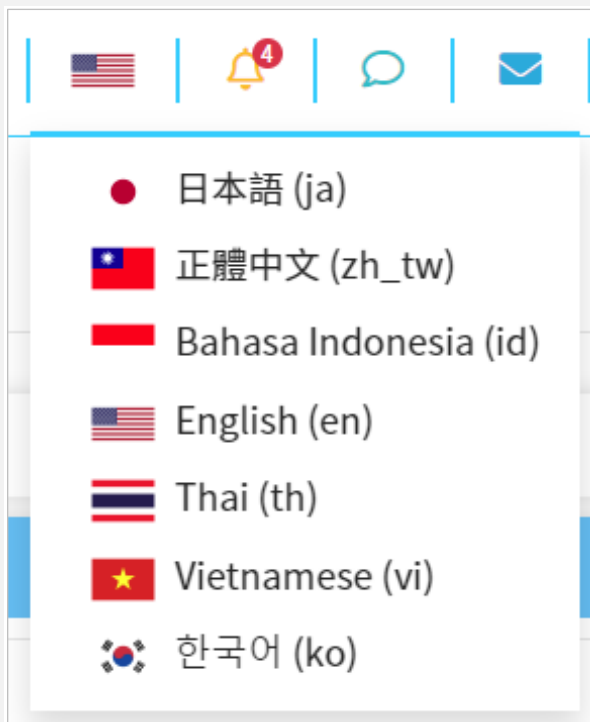 4
日本語 (ja)
正體中文 (zh_tw)
Bahasa Indonesia (id)
English (en)
Thai (th)
Vietnamese (vi)
한국어 (ko)